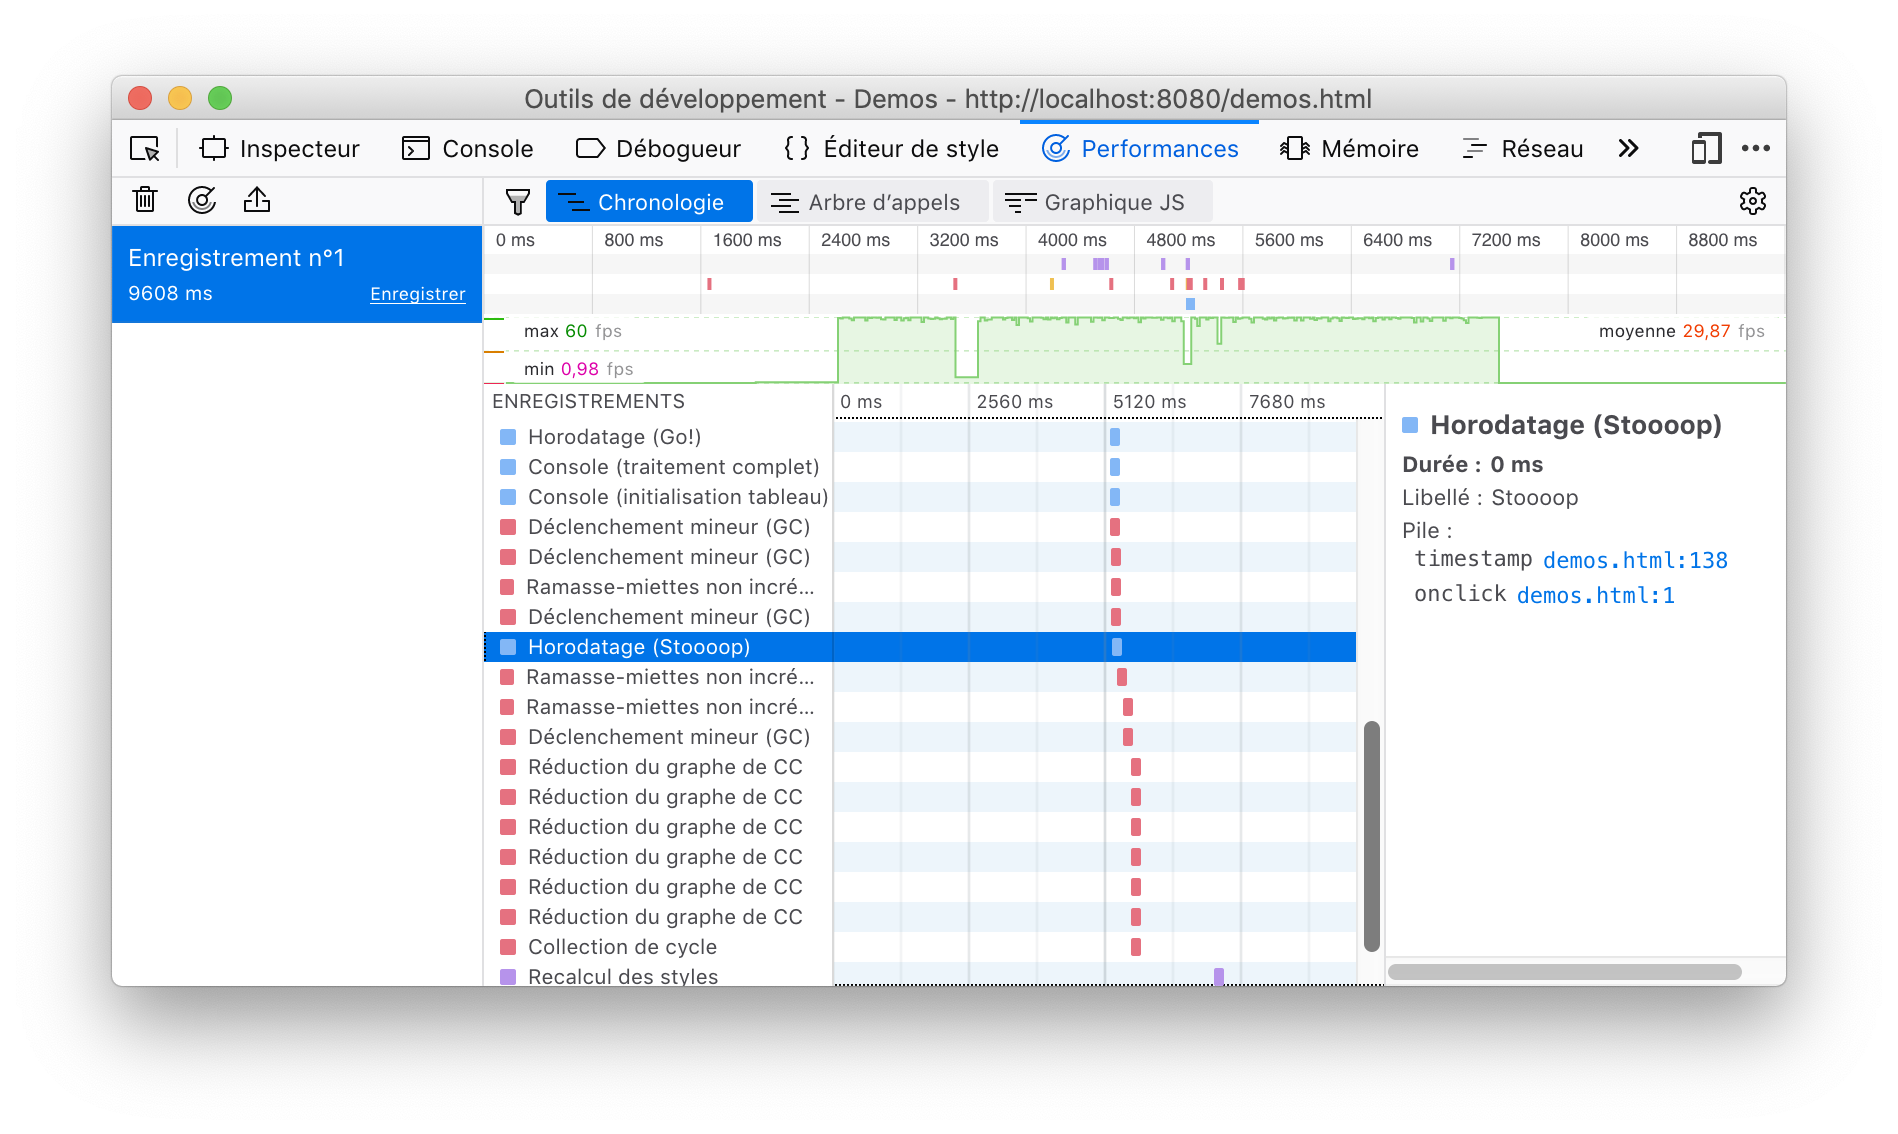 Outils de développement - Demos - http://localhost:8080/demos.html
Inspecteur Console Débogueur { } Éditeur de style Performances Mémoire Réseau
Chronologie Arbre d’appels Graphique JS
Enregistrement n°1
9608 ms Enregistrer
0 ms 800 ms 1600 ms 2400 ms 3200 ms 4000 ms 4800 ms 5600 ms 6400 ms 7200 ms 8000 ms 8800 ms
max 60 fps
moyenne 29,87 fps
min 0,98 fps
ENREGISTREMENTS 0 ms 2560 ms 5120 ms 7680 ms
Horodatage (Go!)
Console (traitement complet)
Console (initialisation tableau)
Déclenchement mineur (GC)
Déclenchement mineur (GC)
Ramasse-miettes non incré...
Déclenchement mineur (GC)
Horodatage (Stoooop)
Ramasse-miettes non incré...
Ramasse-miettes non incré...
Déclenchement mineur (GC)
Réduction du graphe de CC
Réduction du graphe de CC
Réduction du graphe de CC
Réduction du graphe de CC
Réduction du graphe de CC
Réduction du graphe de CC
Collection de cycle
Recalcul des styles
Horodatage (Stoooop)
Durée : 0 ms
Libellé : Stoooop
Pile :
timestamp demos.html:138
onclick demos.html:1